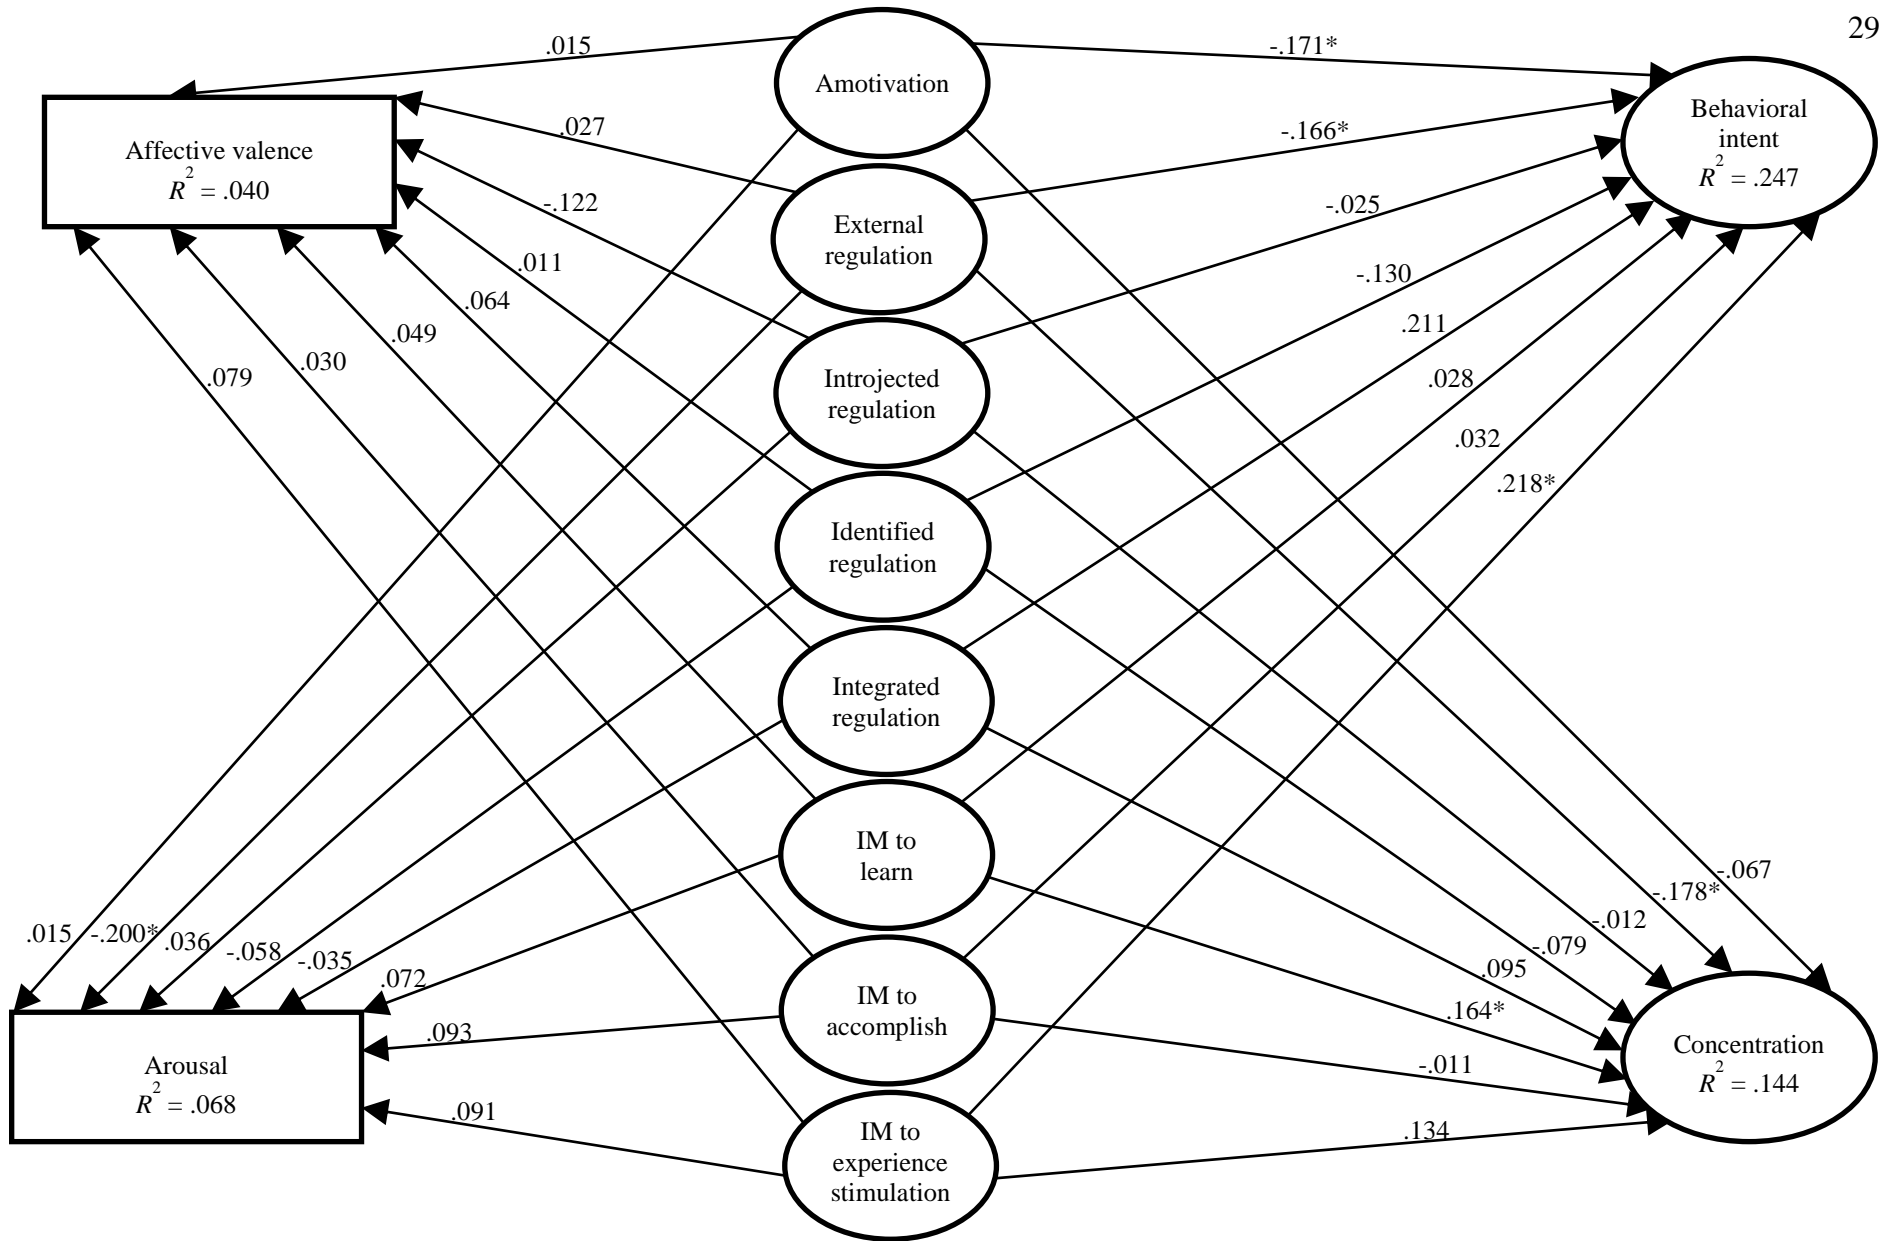 29
.015
-.171*
Amotivation
Affective valence
R² = .040
.027
-.166*
Behavioral
intent
R² = .247
-.122
External
regulation
-.025
.011
-.130
.064
.211
.049
.028
.030
.079
Introjected
regulation
.032
.218*
Identified
regulation
Integrated
regulation
IM to
learn
-.067
-.178*
-.012
-.079
.095
.164*
.015
-.200*
.036
-.058
-.035
.072
IM to
accomplish
.093
-.011
Arousal
R² = .068
Concentration
R² = .144
.091
.134
IM to
experience
stimulation